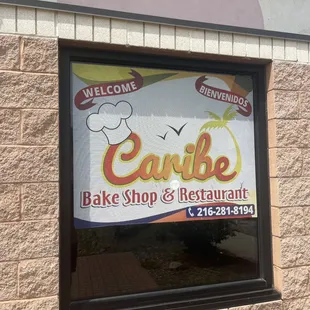 WELCOME
BIENVENIDOS
Caribe
Bake Shop & Restaurant
216-281-8194